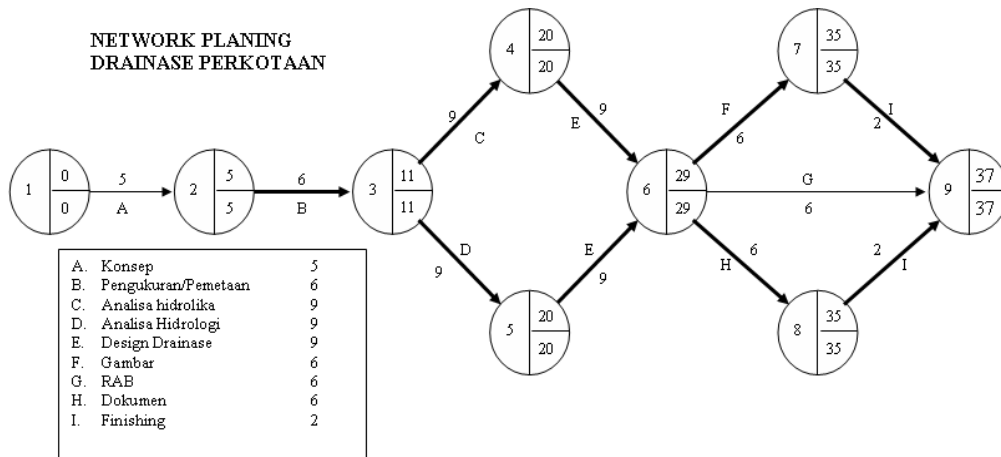 NETWORK PLANING
DRAINASE PERKOTAAN
1 0 0
5
A
2 5 5
6
B
3 11 11
9
C
4 20 20
9
E
D
9
5 20 20
E
9
6 29 29
F
6
7 35 35
I
2
G
6
6
H
8 35 35
2
I
9 37 37
A. Konsep 5
B. Pengukuran/Pemetaan 6
C. Analisa hidrolika 9
D. Analisa Hidrologi 9
E. Design Drainase 9
F. Gambar 6
G. RAB 6
H. Dokumen 6
I. Finishing 2